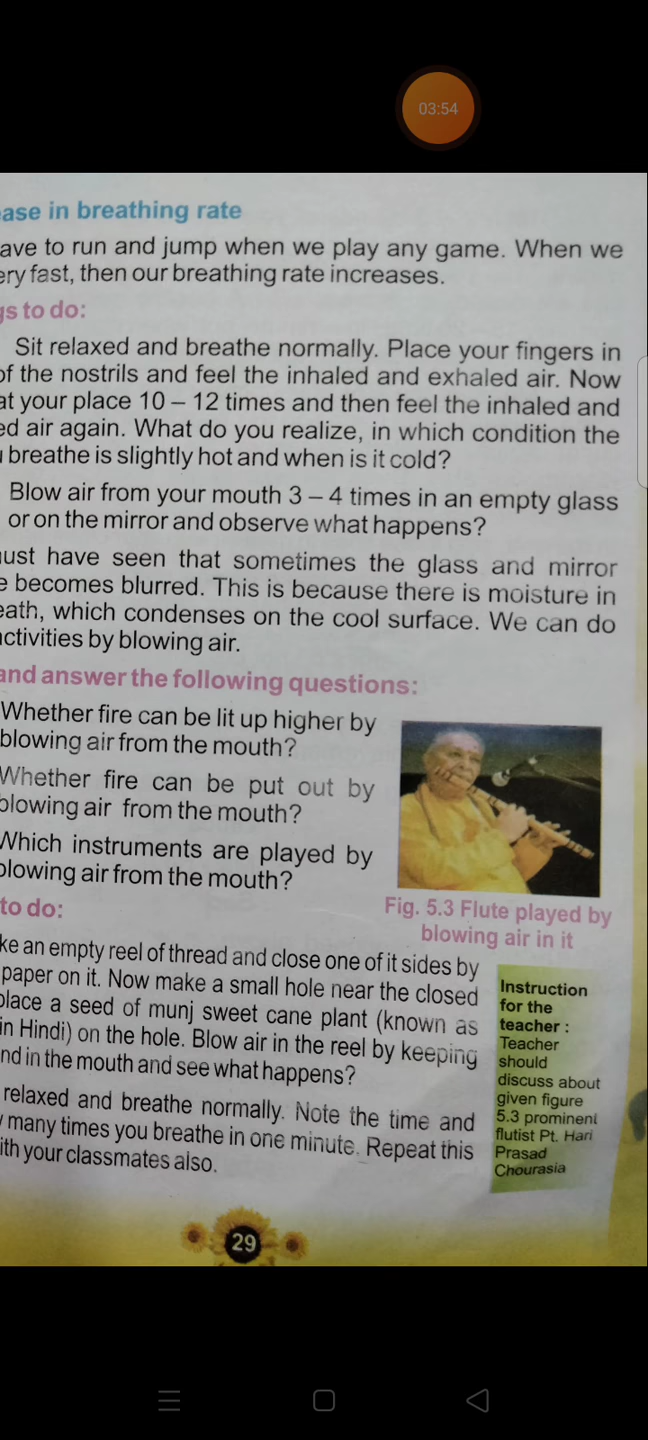 03:54
ase in breathing rate
ave to run and jump when we play any game. When we
ery fast, then our breathing rate increases.
gs to do:
Sit relaxed and breathe normally. Place your fingers in
of the nostrils and feel the inhaled and exhaled air. Now
at your place 10 – 12 times and then feel the inhaled and
ed air again. What do you realize, in which condition the
u breathe is slightly hot and when is it cold?
Blow air from your mouth 3 – 4 times in an empty glass
or on the mirror and observe what happens?
ust have seen that sometimes the glass and mirror
e becomes blurred. This is because there is moisture in
eath, which condenses on the cool surface. We can do
activities by blowing air.
and answer the following questions:
Whether fire can be lit up higher by
blowing air from the mouth?
Whether fire can be put out by
blowing air from the mouth?
Which instruments are played by
blowing air from the mouth?
Fig. 5.3 Flute played by
blowing air in it
to do:
ke an empty reel of thread and close one of it sides by
paper on it. Now make a small hole near the closed
place a seed of munj sweet cane plant (known as
in Hindi) on the hole. Blow air in the reel by keeping
nd in the mouth and see what happens?
relaxed and breathe normally. Note the time and
many times you breathe in one minute. Repeat this
ith your classmates also.
Instruction
for the
teacher :
Teacher
should
discuss about
given figure
5.3 prominent
flutist Pt. Hari
Prasad
Chourasia
29